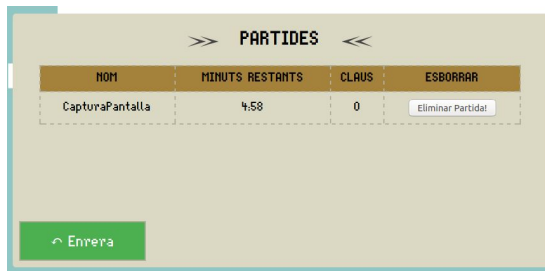 PARTIDES
NOM MINUTS RESTANTS CLAUS ESBORRAR
CapturaPantalla 4:58 0 Eliminar Partida!
Enrera